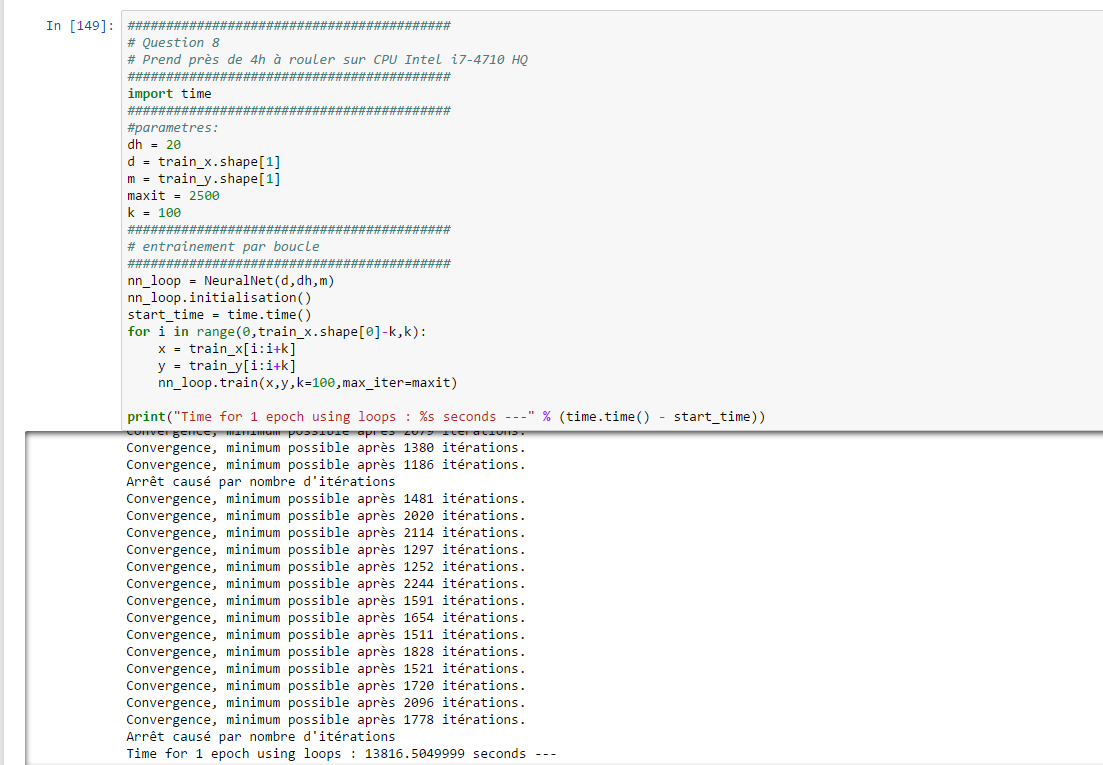 In [149]:
##########################################
# Question 8
# Prend près de 4h à rouler sur CPU Intel i7-4710 HQ
##########################################
import time
##########################################
#parametres:
dh = 20
d = train_x.shape[1]
m = train_y.shape[1]
maxit = 2500
k = 100
##########################################
# entrainement par boucle
##########################################
nn_loop = NeuralNet(d,dh,m)
nn_loop.initialisation()
start_time = time.time()
for i in range(0,train_x.shape[0]-k,k):
    x = train_x[i:i+k]
    y = train_y[i:i+k]
    nn_loop.train(x,y,k=100,max_iter=maxit)
print("Time for 1 epoch using loops : %s seconds ---" % (time.time() - start_time))
Convergence, minimum possible après 2079 itérations.
Convergence, minimum possible après 1380 itérations.
Convergence, minimum possible après 1186 itérations.
Arrêt causé par nombre d'itérations
Convergence, minimum possible après 1481 itérations.
Convergence, minimum possible après 2020 itérations.
Convergence, minimum possible après 2114 itérations.
Convergence, minimum possible après 1297 itérations.
Convergence, minimum possible après 1252 itérations.
Convergence, minimum possible après 2244 itérations.
Convergence, minimum possible après 1591 itérations.
Convergence, minimum possible après 1654 itérations.
Convergence, minimum possible après 1511 itérations.
Convergence, minimum possible après 1828 itérations.
Convergence, minimum possible après 1521 itérations.
Convergence, minimum possible après 1720 itérations.
Convergence, minimum possible après 2096 itérations.
Convergence, minimum possible après 1778 itérations.
Arrêt causé par nombre d'itérations
Time for 1 epoch using loops : 13816.5049999 seconds ---